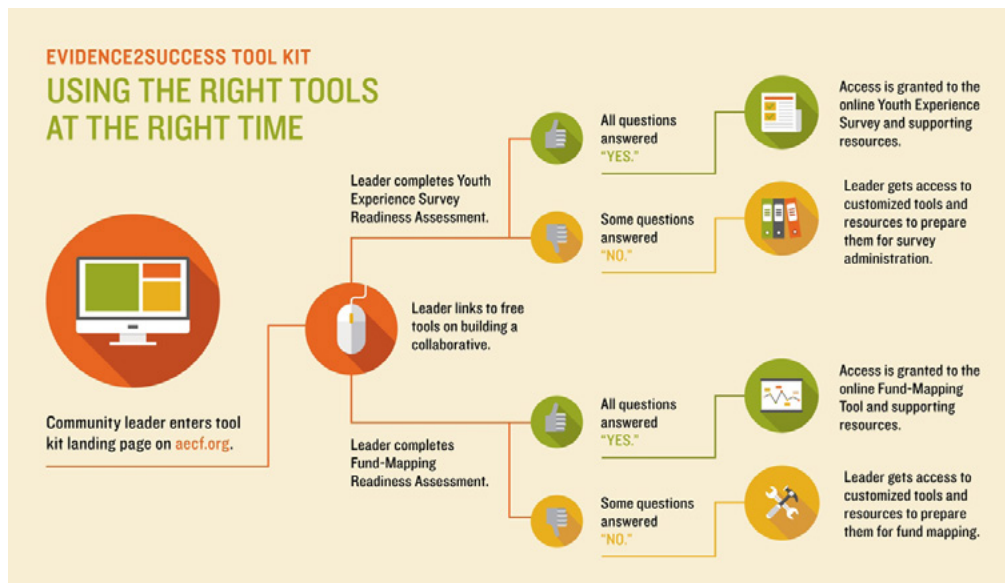 EVIDENCE2SUCCESS TOOL KIT
USING THE RIGHT TOOLS
AT THE RIGHT TIME
Community leader enters tool
kit landing page on aecf.org.
Leader links to free
tools on building a
collaborative.
Leader completes Youth
Experience Survey
Readiness Assessment.
All questions
answered
“YES.”
Access is granted to the
online Youth Experience
Survey and supporting
resources.
Some questions
answered
“NO.”
Leader gets access to
customized tools and
resources to prepare
them for survey
administration.
Leader completes
Fund-Mapping
Readiness Assessment.
All questions
answered
“YES.”
Access is granted to the
online Fund-Mapping
Tool and supporting
resources.
Some questions
answered
“NO.”
Leader gets access to
customized tools and
resources to prepare
them for fund mapping.